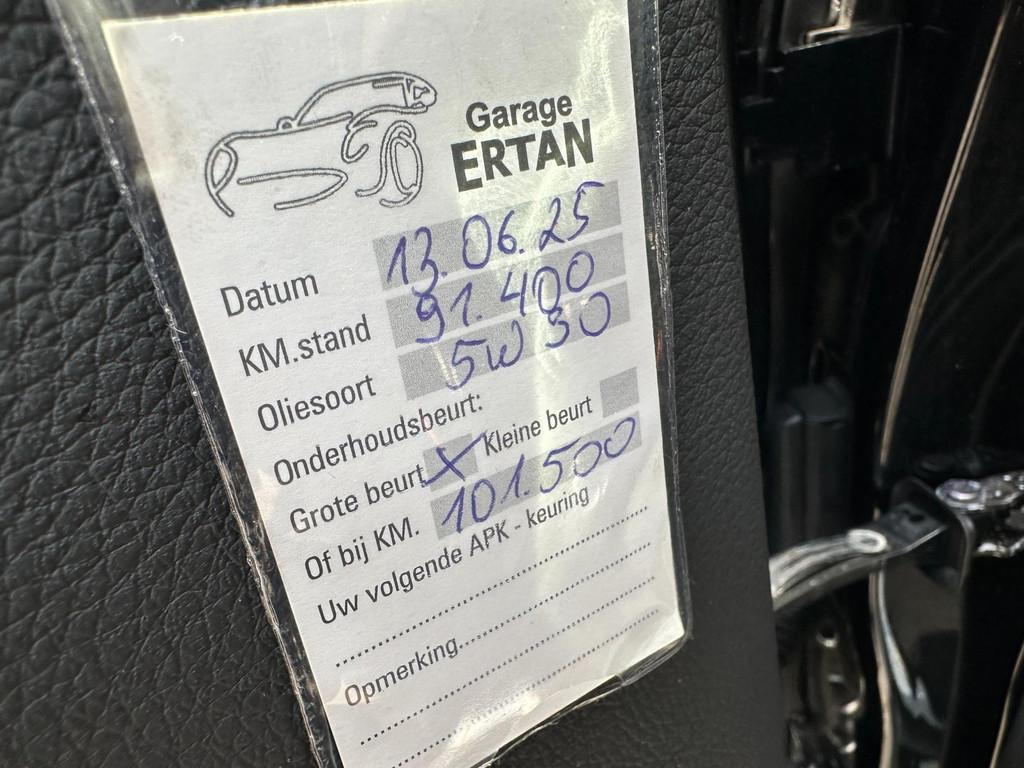 Garage
ERTAN
Datum 13.06.25
KM.stand 91.400
Oliesoort 5W30
Onderhoudsbeurt:
Grote beurt X Kleine beurt
Of bij KM. 101.500
Uw volgende APK - keuring
Opmerking